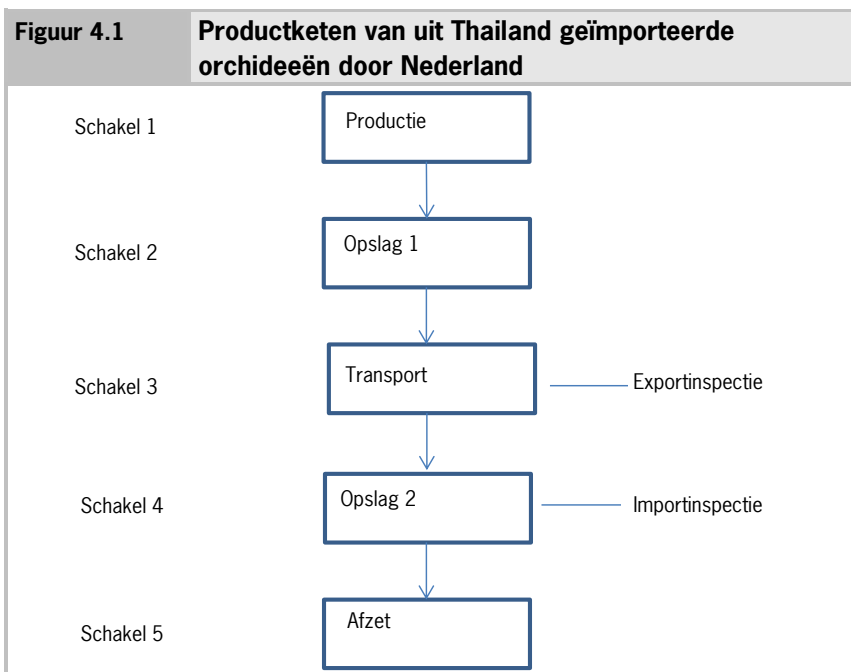 Figuur 4.1
Productketen van uit Thailand geïmporteerde
orchideeën door Nederland
Schakel 1
Productie
Schakel 2
Opslag 1
Schakel 3
Transport
Exportinspectie
Schakel 4
Opslag 2
Importinspectie
Schakel 5
Afzet